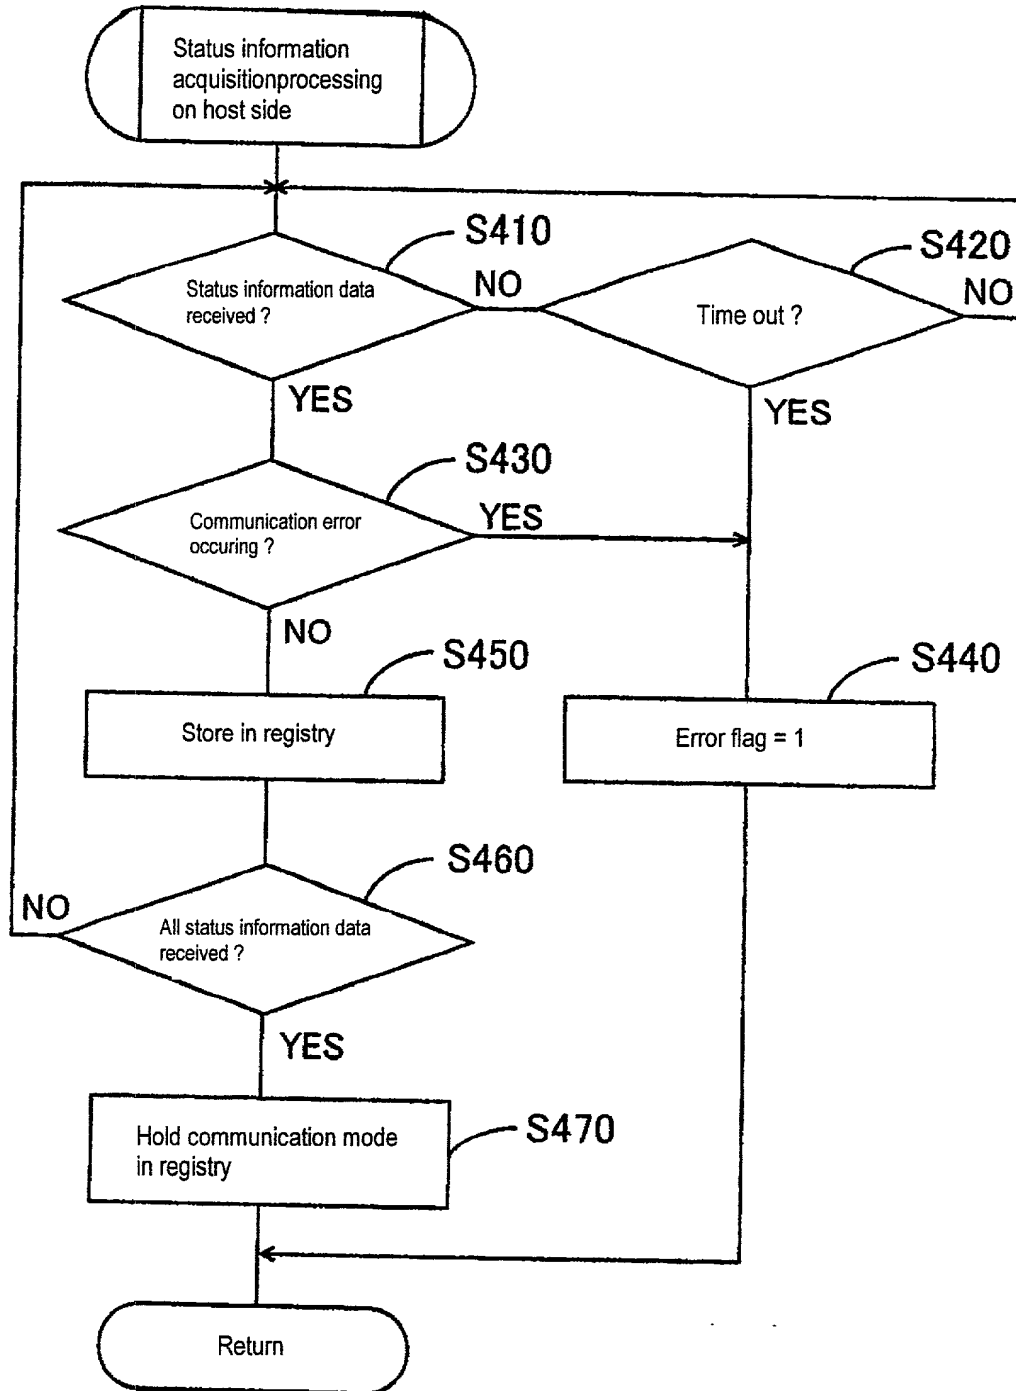 Status information
acquisitionprocessing
on host side
S410
Status information data
received ?
NO
YES
S420
Time out ?
NO
YES
S430
Communication error
occuring ?
YES
NO
S450
Store in registry
S440
Error flag = 1
S460
All status information data
received ?
NO
YES
S470
Hold communication mode
in registry
Return